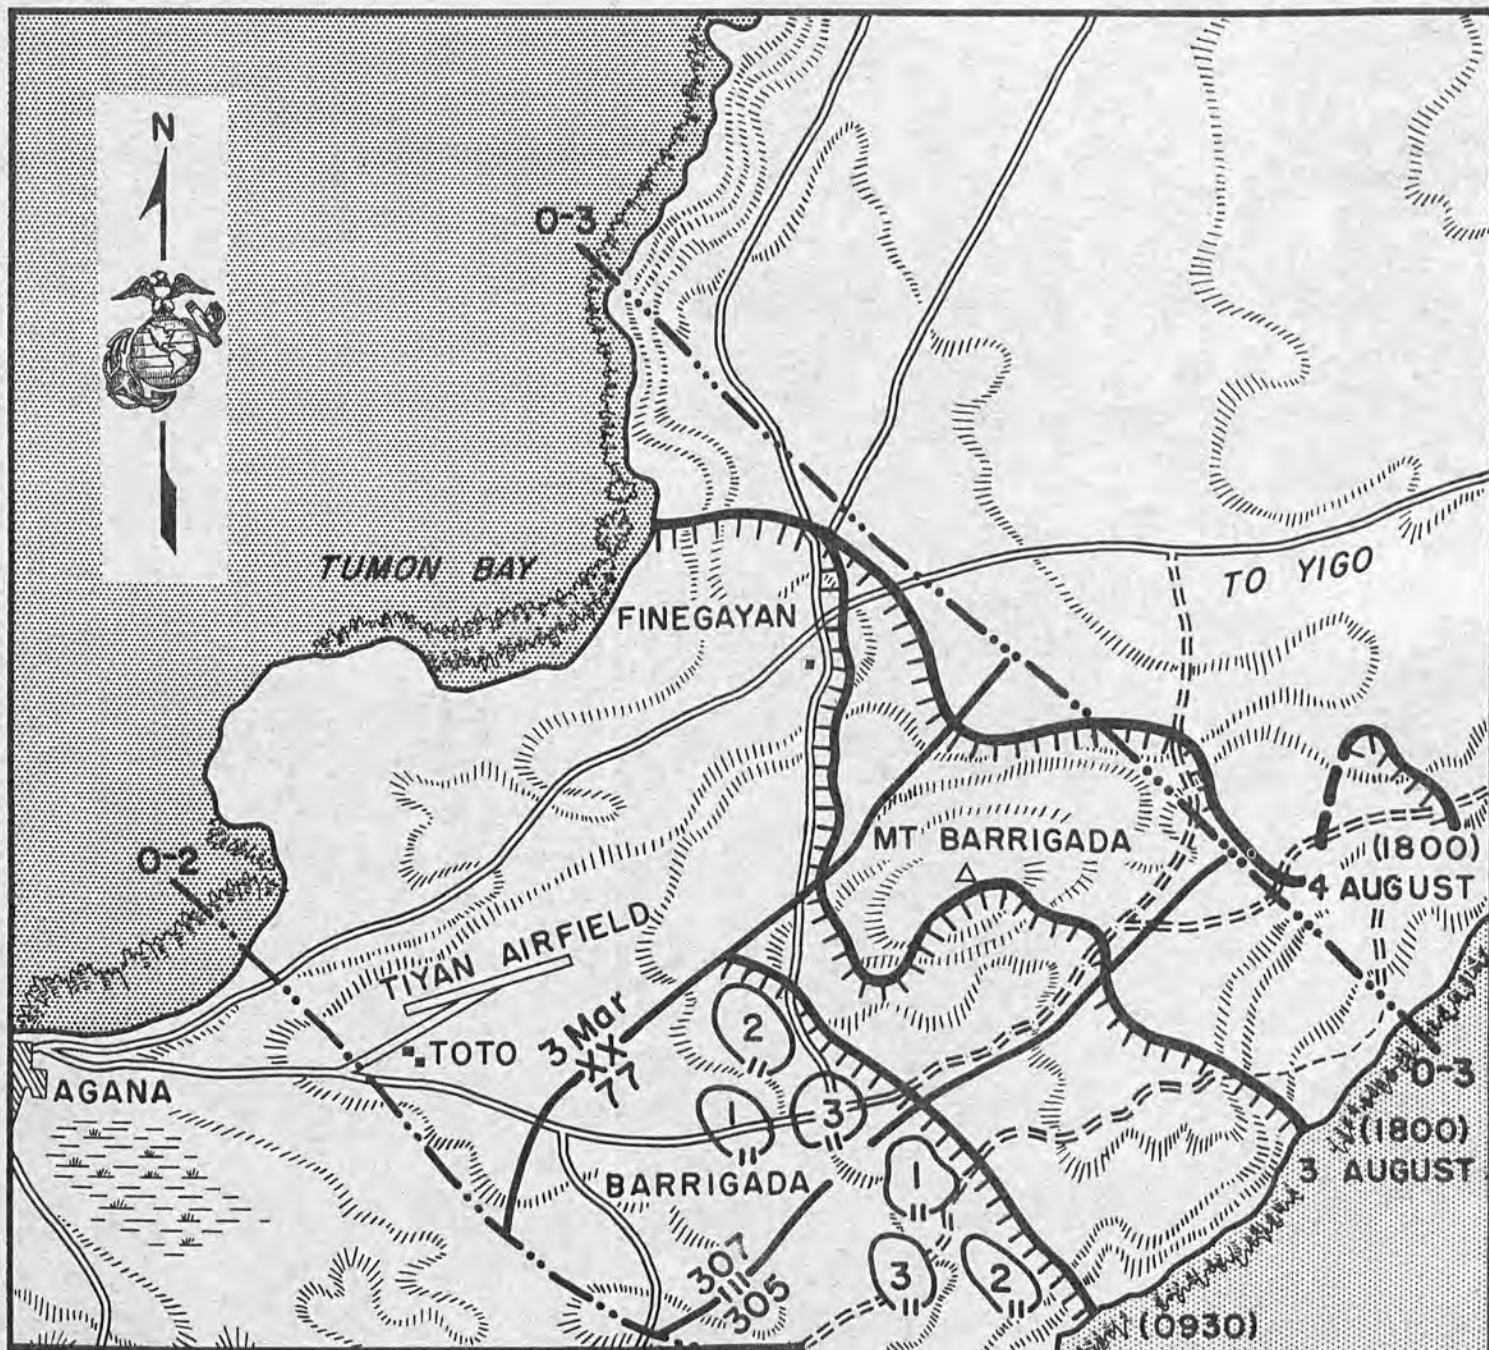 N
O-3
TUMON BAY
FINEGAYAN
TO YIGO
O-2
MT BARRIGADA
(1800)
4 AUGUST
TIYAN AIRFIELD
TOTO
3 Mar
XX
77
2
1
3
AGANA
O-3
(1800)
3 AUGUST
BARRIGADA
1
307
III
305
3
2
(0930)